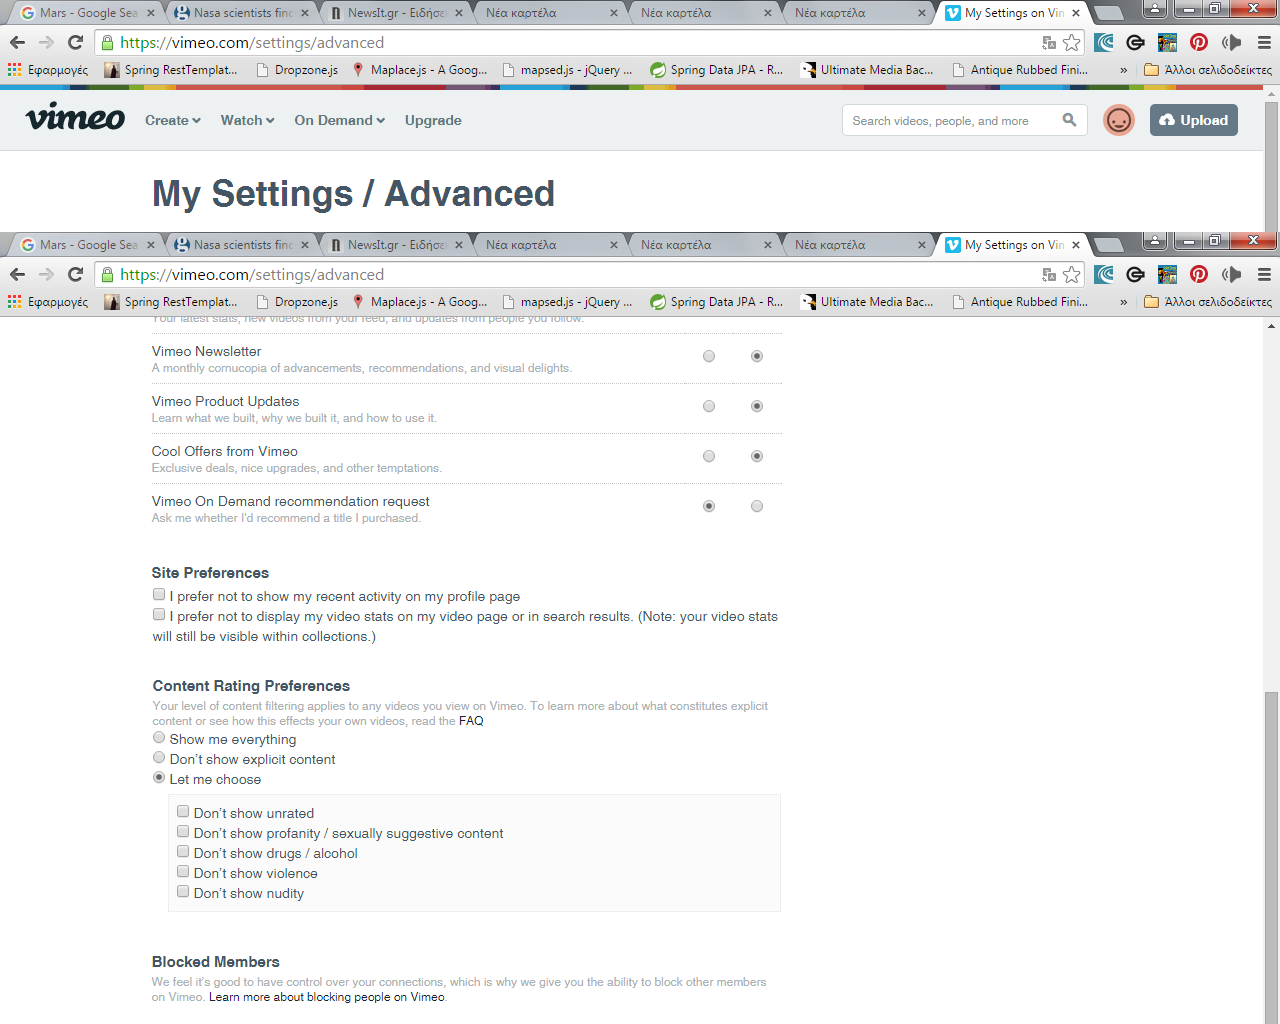 Mars - Google Sea
Nasa scientists find
NewsIt.gr - Ειδήσει
Νέα καρτέλα
Νέα καρτέλα
Νέα καρτέλα
My Settings on Vim
https://vimeo.com/settings/advanced
Εφαρμογές
Spring RestTemplat...
Dropzone.js
Maplace.js - A Goog...
mapsed.js - jQuery ...
Spring Data JPA - R...
Ultimate Media Bac...
Antique Rubbed Fini...
»
Άλλοι σελιδοδείκτες
vimeo
Create
Watch
On Demand
Upgrade
Search videos, people, and more
Upload
My Settings / Advanced
Mars - Google Sea
Nasa scientists find
NewsIt.gr - Ειδήσει
Νέα καρτέλα
Νέα καρτέλα
Νέα καρτέλα
My Settings on Vim
https://vimeo.com/settings/advanced
Εφαρμογές
Spring RestTemplat...
Dropzone.js
Maplace.js - A Goog...
mapsed.js - jQuery ...
Spring Data JPA - R...
Ultimate Media Bac...
Antique Rubbed Fini...
»
Άλλοι σελιδοδείκτες
Your latest stats, new videos from your feed, and updates from people you follow.
Vimeo Newsletter
A monthly cornucopia of advancements, recommendations, and visual delights.
Vimeo Product Updates
Learn what we built, why we built it, and how to use it.
Cool Offers from Vimeo
Exclusive deals, nice upgrades, and other temptations.
Vimeo On Demand recommendation request
Ask me whether I'd recommend a title I purchased.
Site Preferences
I prefer not to show my recent activity on my profile page
I prefer not to display my video stats on my video page or in search results. (Note: your video stats
will still be visible within collections.)
Content Rating Preferences
Your level of content filtering applies to any videos you view on Vimeo. To learn more about what constitutes explicit
content or see how this effects your own videos, read the FAQ
Show me everything
Don't show explicit content
Let me choose
Don't show unrated
Don't show profanity / sexually suggestive content
Don't show drugs / alcohol
Don't show violence
Don't show nudity
Blocked Members
We feel it's good to have control over your connections, which is why we give you the ability to block other members
on Vimeo. Learn more about blocking people on Vimeo.